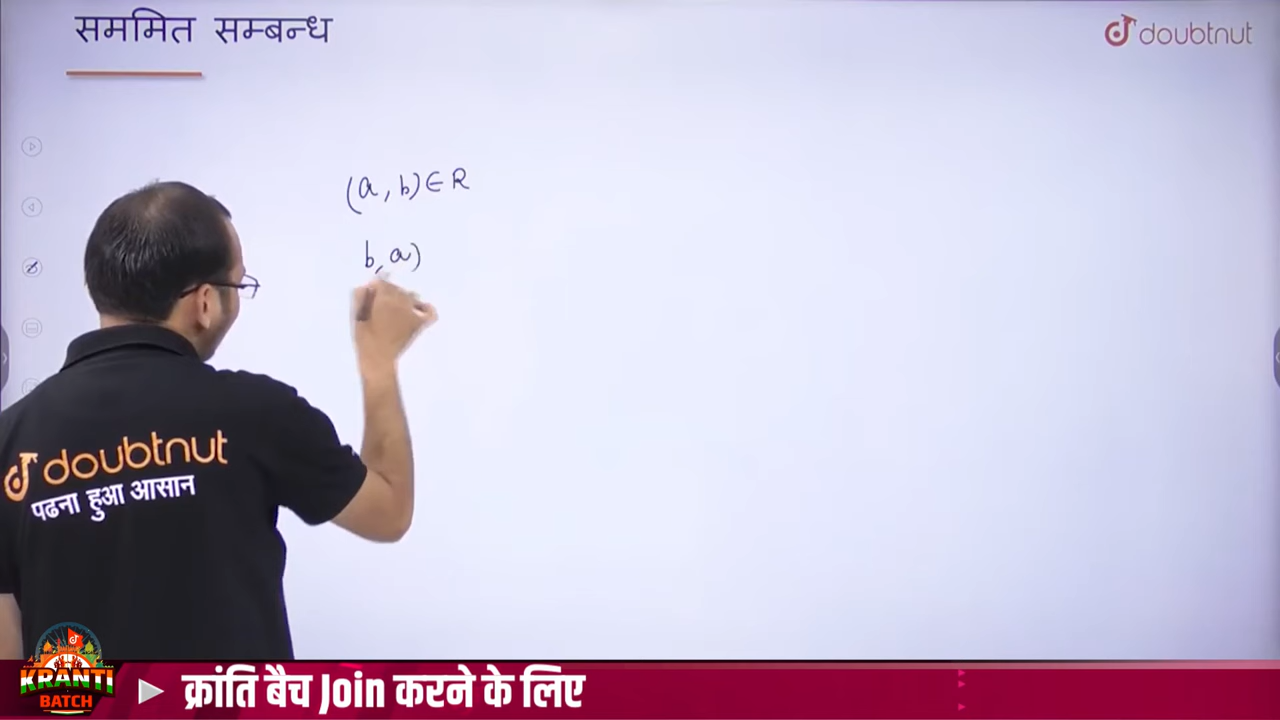 सममित सम्बन्ध
doubtnut
(a, b) ∈ R
b, a)
doubtnut
पढना हुआ आसान
KRANTI
BATCH
क्रांति बैच Join करने के लिए